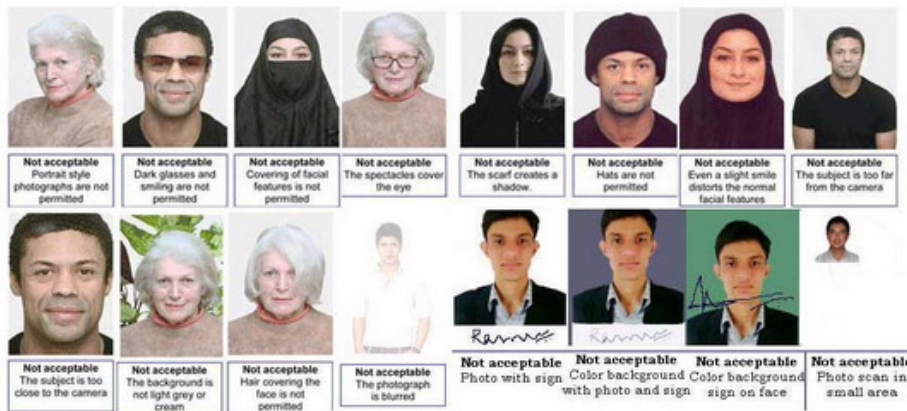 Not acceptable
Portrait style
photographs are not
permitted
Not acceptable
Dark glasses and
smiling are not
permitted
Not acceptable
Covering of facial
features is not
permitted
Not acceptable
The spectacles cover
the eye
Not acceptable
The scarf creates a
shadow.
Not acceptable
Hats are not
permitted
Not acceptable
Even a slight smile
distorts the normal
facial features
Not acceptable
The subject is too far
from the camera
Not acceptable
The subject is too
close to the camera
Not acceptable
The background is
not light grey or
cream
Not acceptable
Hair covering the
face is not
permitted
Not acceptable
The photograph
is blurred
Not acceptable
Photo with sign
Not acceptable
Color background
with photo and sign
Not acceptable
Color background
sign on face
Not acceptable
Photo scan in
small area